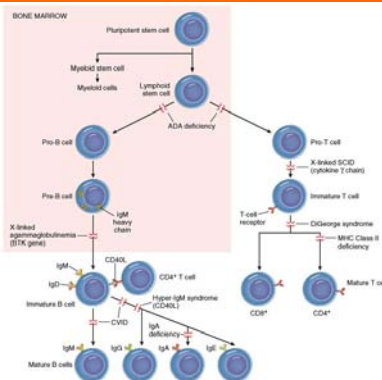 BONE MARROW
Pluripotent stem cell
Myeloid stem cell
Myeloid cells
Lymphoid
stem cell
ADA deficiency
Pro-B cell
Pro-T cell
X-linked SCID
(cytokine γ chain)
Pre-B cell
IgM
heavy
chain
Immature T cell
T-cell
receptor
DiGeorge syndrome
MHC Class II
deficiency
X-linked
agammaglobulinemia
(BTK gene)
IgM
IgD
CD40L
CD4+ T cell
Immature B cell
Hyper-IgM syndrome
(CD40L)
CVID
IgA
deficiency
CD8+
CD4+
Mature T
IgM
IgG
IgA
IgE
Mature B cells